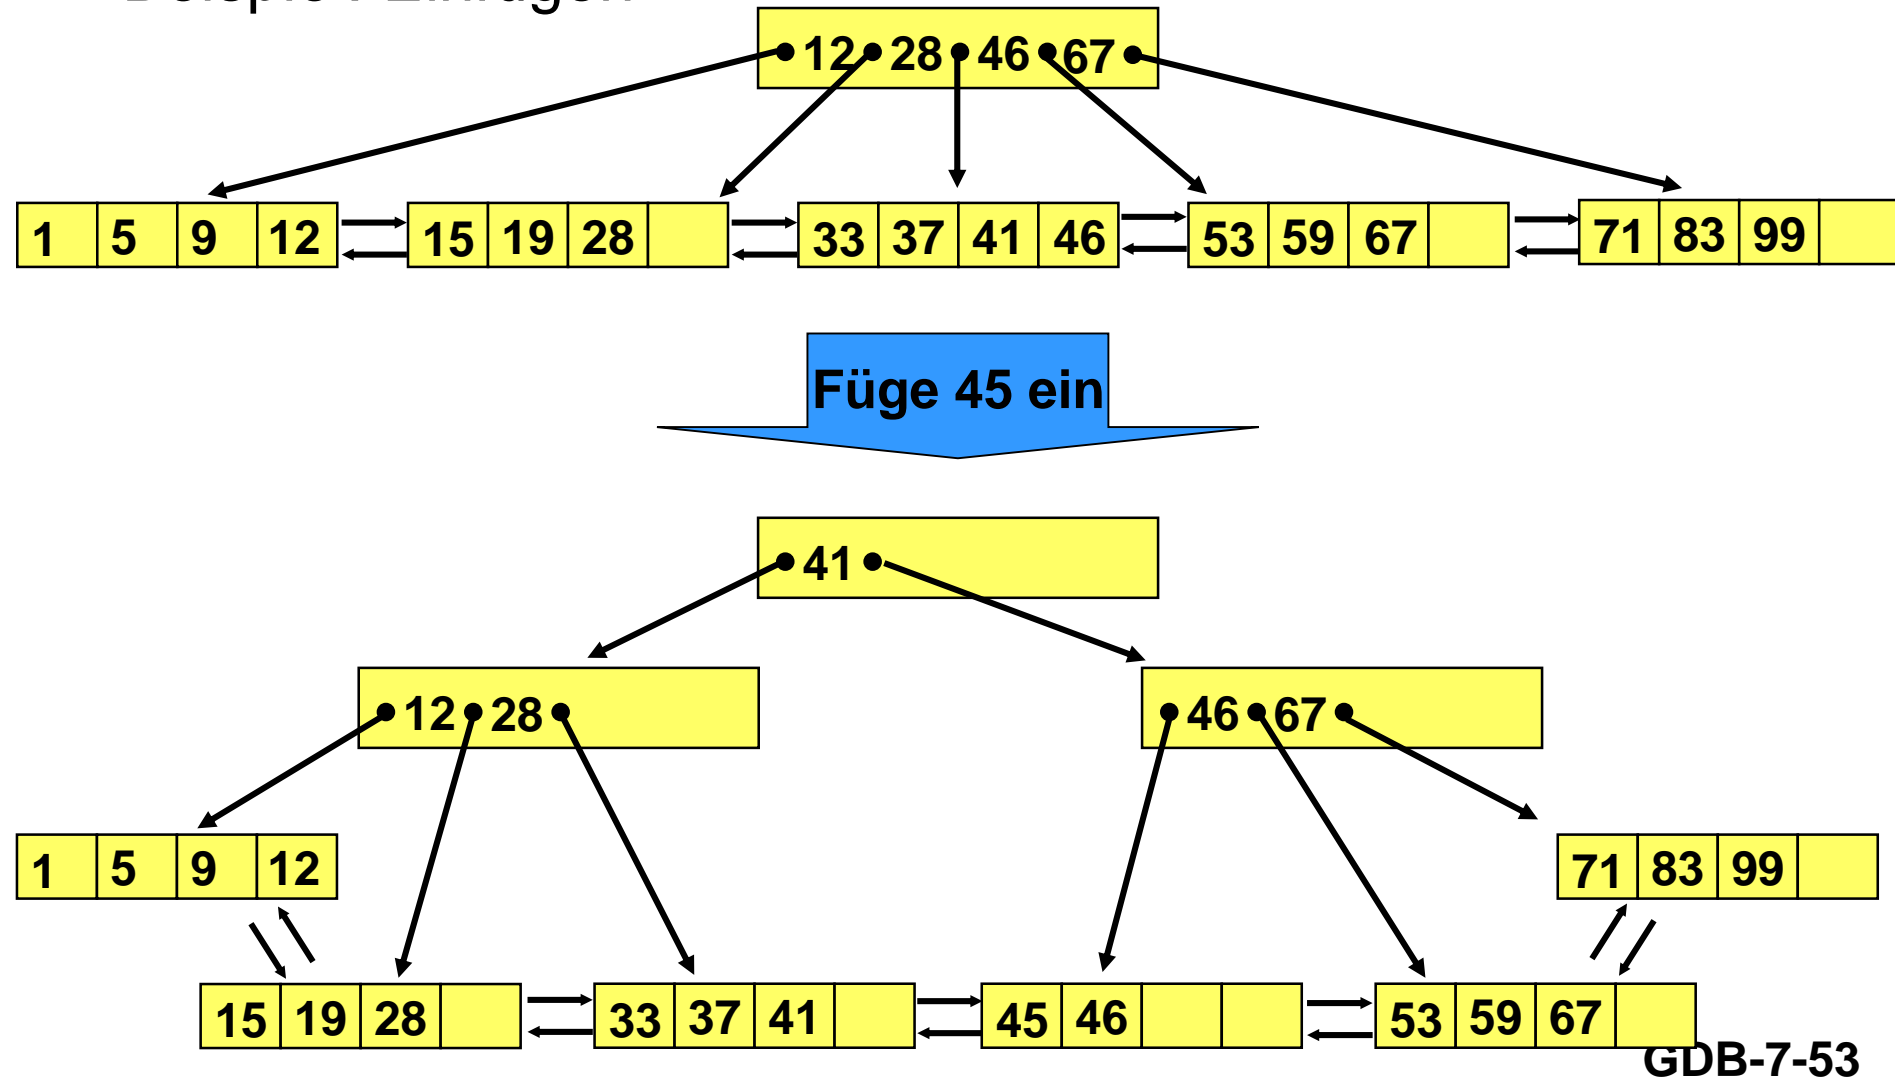 12 28 46 67
1 5 9 12 15 19 28 33 37 41 46 53 59 67 71 83 99
Füge 45 ein
41
12 28 46 67
1 5 9 12 71 83 99
15 19 28 33 37 41 45 46 53 59 67
GDB-7-53